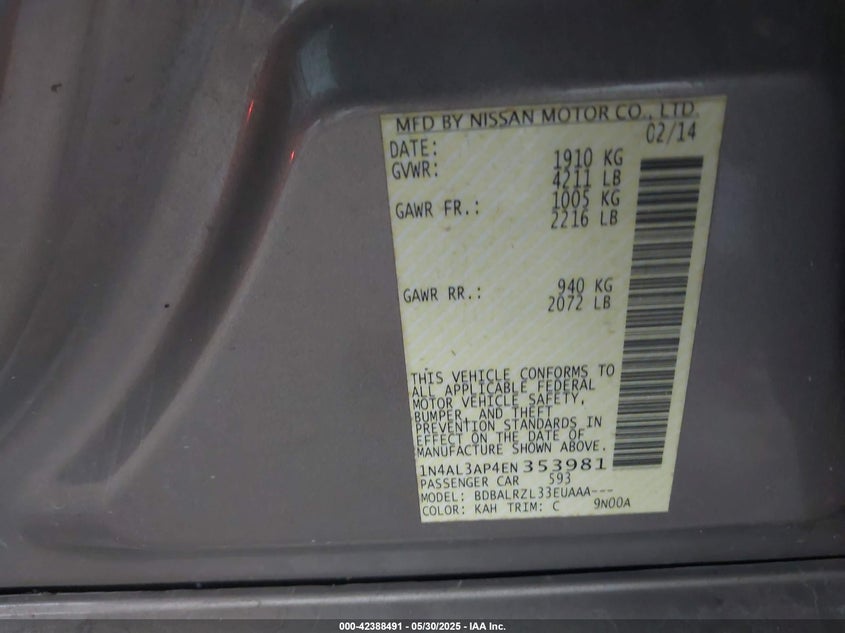 MFD BY NISSAN MOTOR CO., LTD.
DATE: 02/14
GVWR: 1910 KG
4211 LB
GAWR FR.: 1005 KG
2216 LB
GAWR RR.: 940 KG
2072 LB
THIS VEHICLE CONFORMS TO
ALL APPLICABLE FEDERAL
MOTOR VEHICLE SAFETY,
BUMPER, AND THEFT
PREVENTION STANDARDS IN
EFFECT ON THE DATE OF
MANUFACTURE SHOWN ABOVE.
1N4AL3AP4EN353981
PASSENGER CAR 593
MODEL: BDBALRZL33EUAAA---
COLOR: KAH TRIM: C 9N00A
000-42388491 — 05/30/2025 — IAA Inc.